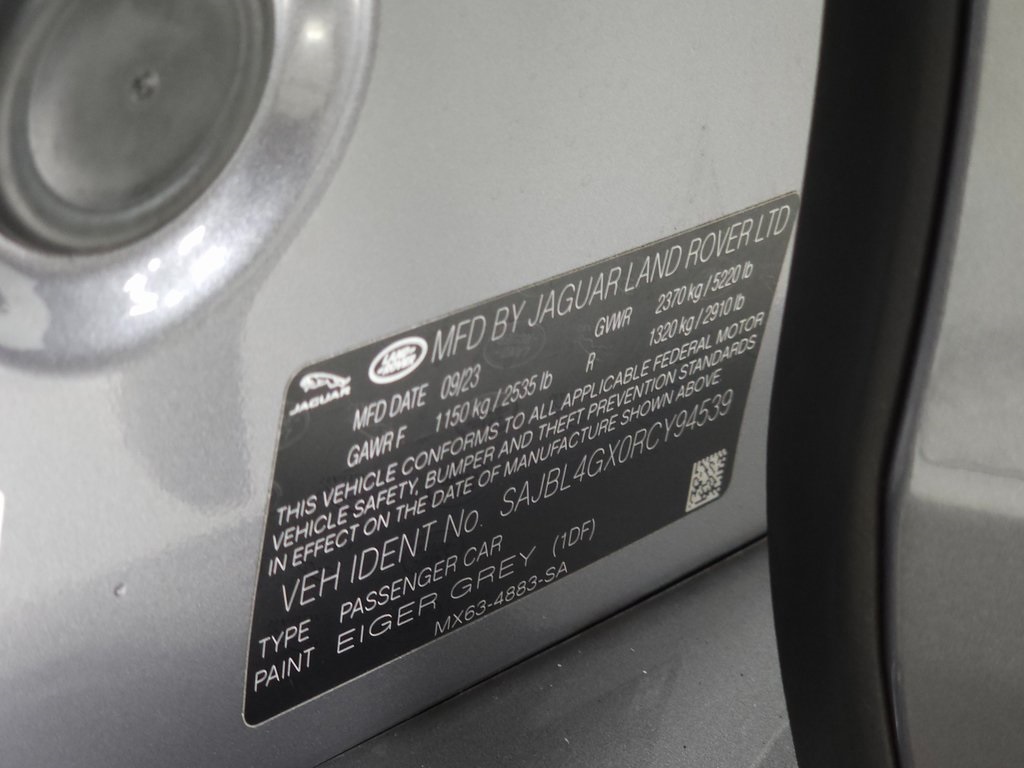 JAGUAR LAND ROVER MFD BY JAGUAR LAND ROVER LTD
MFD DATE 09/23 GVWR 2370 kg / 5220 lb
GAWR F 1150 kg / 2535 lb R 1320 kg / 2910 lb
THIS VEHICLE CONFORMS TO ALL APPLICABLE FEDERAL MOTOR
VEHICLE SAFETY, BUMPER AND THEFT PREVENTION STANDARDS
IN EFFECT ON THE DATE OF MANUFACTURE SHOWN ABOVE
VEH IDENT No. SAJBL4GX0RCY94539
TYPE PASSENGER CAR
PAINT EIGER GREY (1DF)
MX63-4883-SA